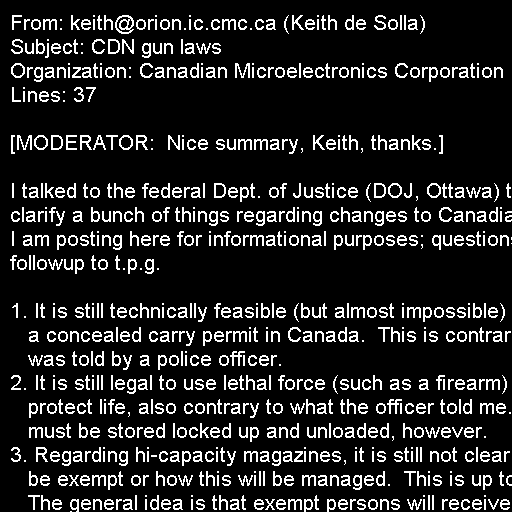 From: keith@orion.ic.cmc.ca (Keith de Solla)
Subject: CDN gun laws
Organization: Canadian Microelectronics Corporation
Lines: 37
[MODERATOR:  Nice summary, Keith, thanks.]
I talked to the federal Dept. of Justice (DOJ, Ottawa) t
clarify a bunch of things regarding changes to Canadia
I am posting here for informational purposes; question
followup to t.p.g.
1. It is still technically feasible (but almost impossible)
a concealed carry permit in Canada.  This is contrar
was told by a police officer.
2. It is still legal to use lethal force (such as a firearm)
protect life, also contrary to what the officer told me.
must be stored locked up and unloaded, however.
3. Regarding hi-capacity magazines, it is still not clear
be exempt or how this will be managed.  This is up to
The general idea is that exempt persons will receive